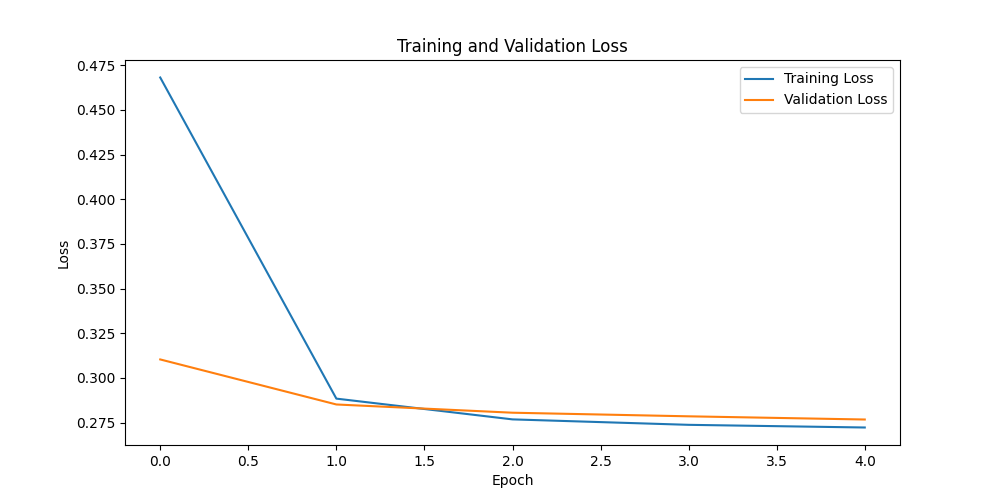 Training and Validation Loss
Training Loss
Validation Loss
Loss
0.475
0.450
0.425
0.400
0.375
0.350
0.325
0.300
0.275
0.0 0.5 1.0 1.5 2.0 2.5 3.0 3.5 4.0
Epoch